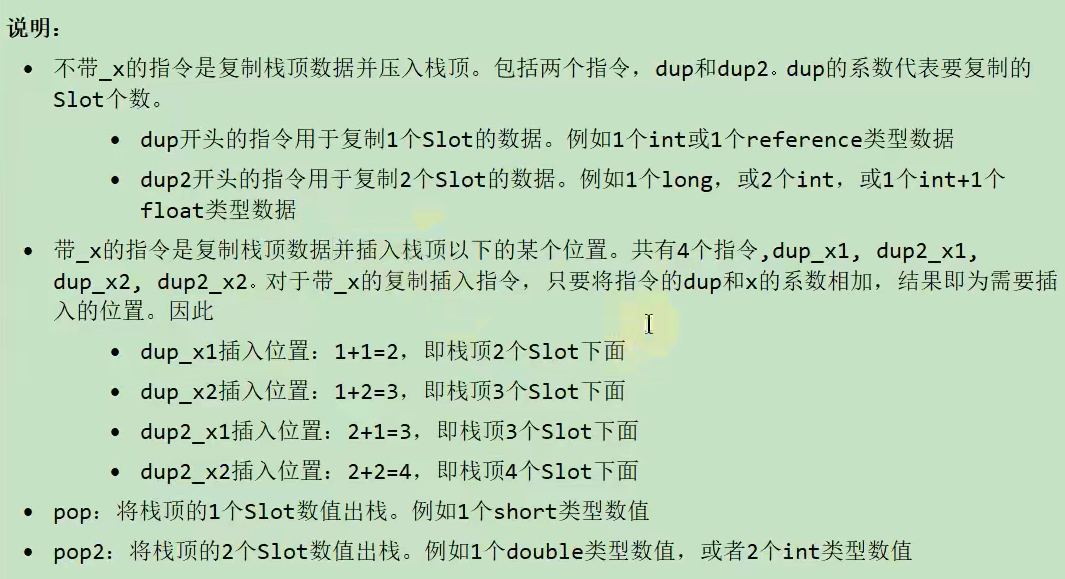 说明：
不带_x的指令是复制栈顶数据并压入栈顶。包括两个指令，dup和dup2。dup的系数代表要复制的
Slot个数。
dup开头的指令用于复制1个Slot的数据。例如1个int或1个reference类型数据
dup2开头的指令用于复制2个Slot的数据。例如1个long，或2个int，或1个int+1个
float类型数据
带_x的指令是复制栈顶数据并插入栈顶以下的某个位置。共有4个指令,dup_x1, dup2_x1,
dup_x2, dup2_x2。对于带_x的复制插入指令，只要将指令的dup和x的系数相加，结果即为需要插
入的位置。因此
dup_x1插入位置：1+1=2，即栈顶2个Slot下面
dup_x2插入位置：1+2=3，即栈顶3个Slot下面
dup2_x1插入位置：2+1=3，即栈顶3个Slot下面
dup2_x2插入位置：2+2=4，即栈顶4个Slot下面
pop：将栈顶的1个Slot数值出栈。例如1个short类型数值
pop2：将栈顶的2个Slot数值出栈。例如1个double类型数值，或者2个int类型数值